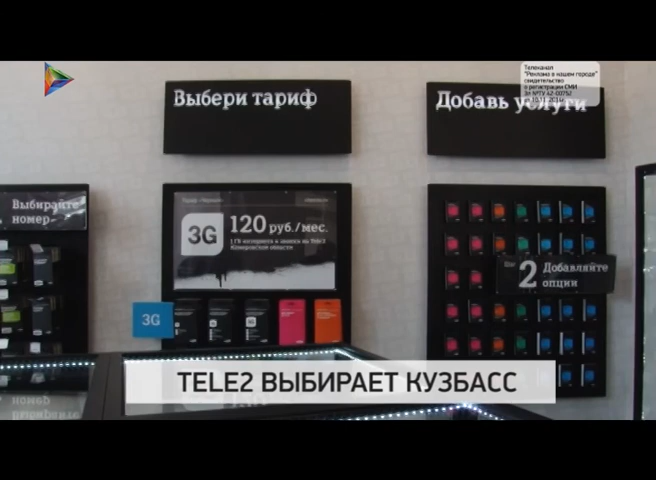 Телеканал
"Реклама в нашем городе"
свидетельство
о регистрации СМИ
Выбери тариф
Добавь услуги
Выбирайте
номер
3G
120 руб./мес.
Шаг
2 Добавляйте
опции
3G
TELE2 ВЫБИРАЕТ КУЗБАСС